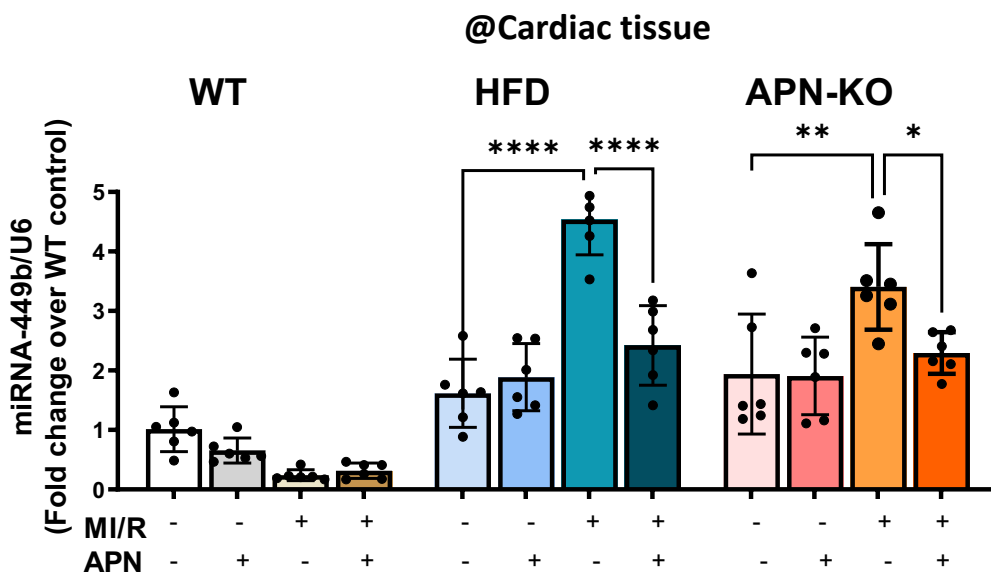 @Cardiac tissue
WT HFD APN-KO
**** **** ** *
miRNA-449b/U6
(Fold change over WT control)
5
4
3
2
1
0
MI/R - - + + - - + + - - + +
APN - + - + - + - + - + - +